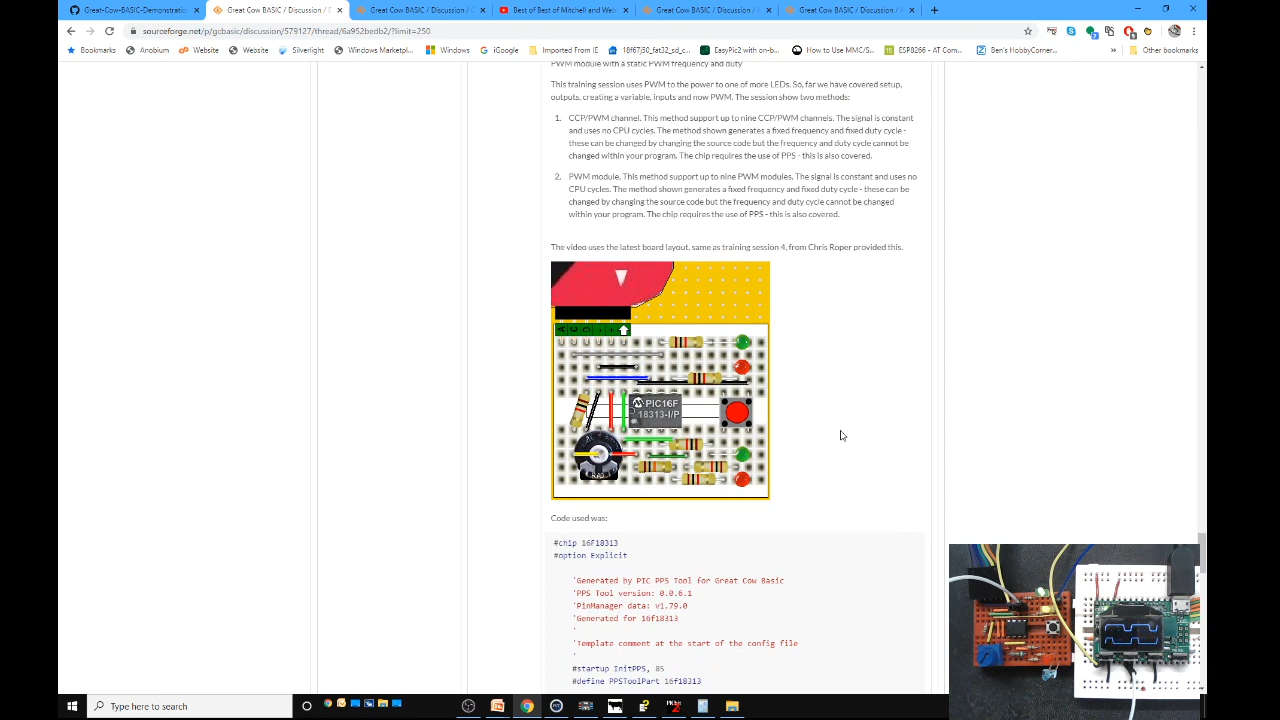 Great-Cow-BASIC-Demonstration
Great Cow BASIC / Discussion / D
Great Cow BASIC / Discussion / C
Best of Best of Mitchell and Web
Great Cow BASIC / Discussion /
Great Cow BASIC / Discussion /
sourceforge.net/p/gcbasic/discussion/579127/thread/6a952bedb2/?limit=250
Bookmarks
Anobium
Website
Website
Silverlight
Windows Marketpl...
Windows
iGoogle
Imported From IE
18f67j50_fat32_sd_c...
EasyPic2 with on-b...
How to Use MMC/S...
ESP8266 - AT Com...
Ben's HobbyCorner...
Other bookmarks
PWM module with a static PWM frequency and duty
This training session uses PWM to the power to one of more LEDs. So, far we have covered setup,
outputs, creating a variable, inputs and now PWM. The session show two methods:
1. CCP/PWM channel. This method support up to nine CCP/PWM channels. The signal is constant
and uses no CPU cycles. The method shown generates a fixed frequency and fixed duty cycle -
these can be changed by changing the source code but the frequency and duty cycle cannot be
changed within your program. The chip requires the use of PPS - this is also covered.
2. PWM module. This method support up to nine PWM modules. The signal is constant and uses no
CPU cycles. The method shown generates a fixed frequency and fixed duty cycle - these can be
changed by changing the source code but the frequency and duty cycle cannot be changed
within your program. The chip requires the use of PPS - this is also covered.
The video uses the latest board layout, same as training session 4, from Chris Roper provided this.
PIC16F
18313-I/P
Code used was:
#chip 16F18313
#option Explicit
'Generated by PIC PPS Tool for Great Cow Basic
'PPS Tool version: 0.0.6.1
'PinManager data: v1.79.0
'Generated for 16f18313
'
'Template comment at the start of the config file
'
#startup InitPPS, 85
#define PPSToolPart 16f18313
Type here to search